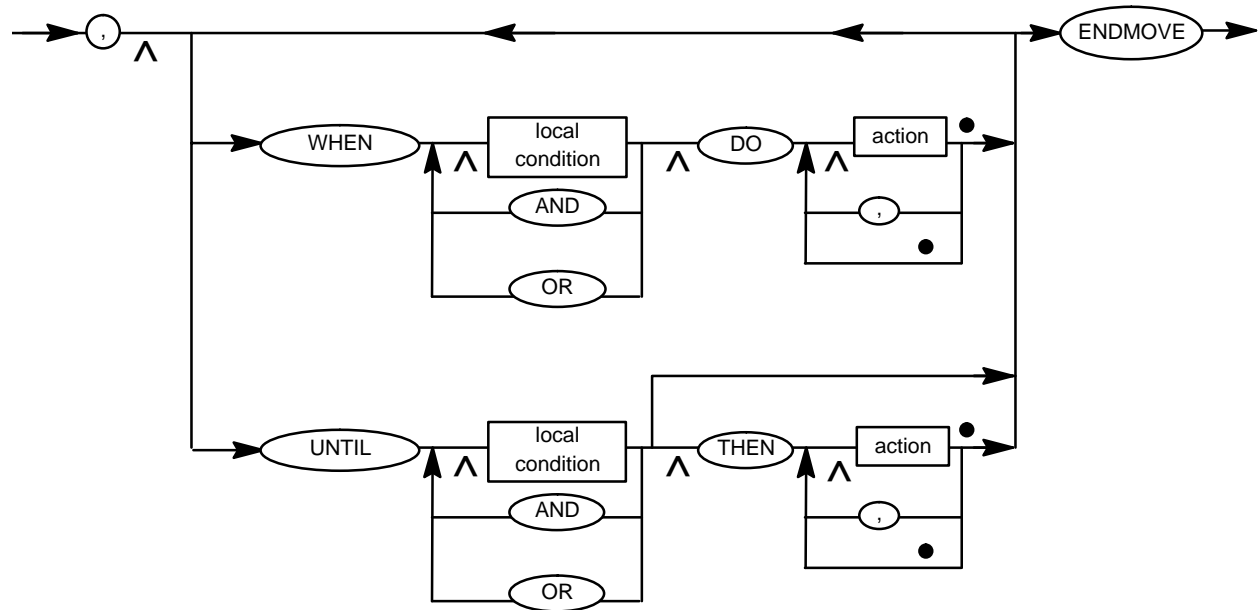 ,
ENDMOVE
WHEN
local
condition
DO
action
AND
,
OR
UNTIL
local
condition
THEN
action
AND
,
OR